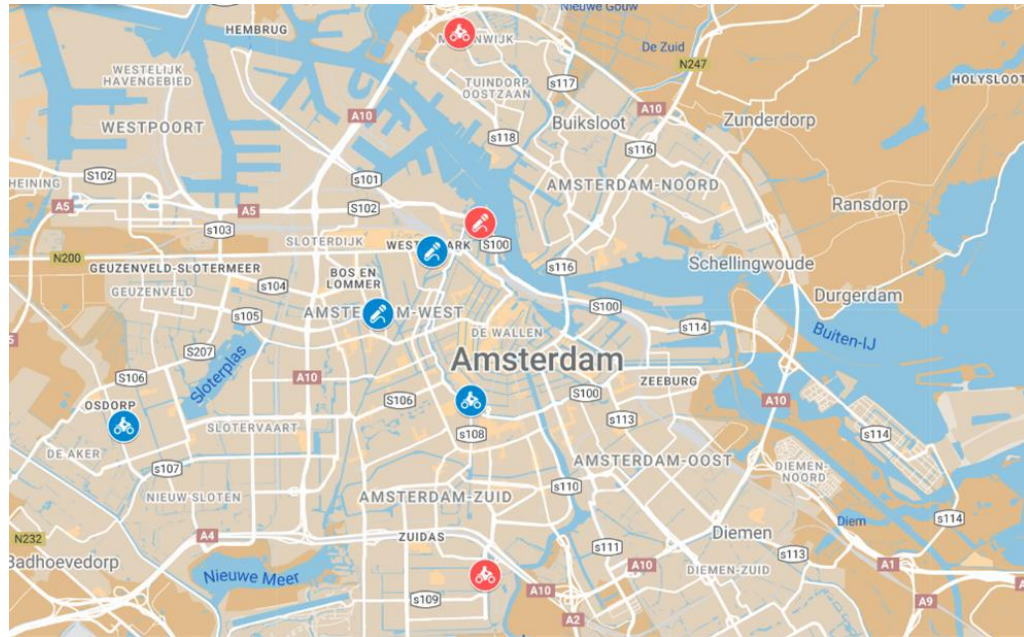 Nieuwe Gouw
HEMBRUG
De Zuid
N247
WESTELIJK
HAVENGEBIED
TUINDORP
OOSTZAAN
s117
HOLYSLOOT
A10
A10
WESTPOORT
Buiksloot
Zunderdorp
s118
s116
S102
s101
AMSTERDAM-NOORD
A5
A5
S102
Ransdorp
s103
SLOTERDIJK
S100
N200
GEUZENVELD-SLOTERMEER
BOS EN
LOMMER
s116
Schellingwoude
GEUZENVELD
s104
Durgerdam
S100
s105
DE WALLEN
s114
Buiten-IJ
S207
Amsterdam
Sloterplas
S106
A10
ZEEBURG
OSDORP
S106
S100
A10
SLOTERVAART
s108
s113
s114
DE AKER
s107
AMSTERDAM-OOST
DIEMEN-
NOORD
NIEUW SLOTEN
AMSTERDAM-ZUID
s110
s114
N232
A4
ZUIDAS
Diem
Diemen
Badhoevedorp
s111
s113
Nieuwe Meer
A10
DIEMEN-ZUID
A1
s109
A10
A9
A2